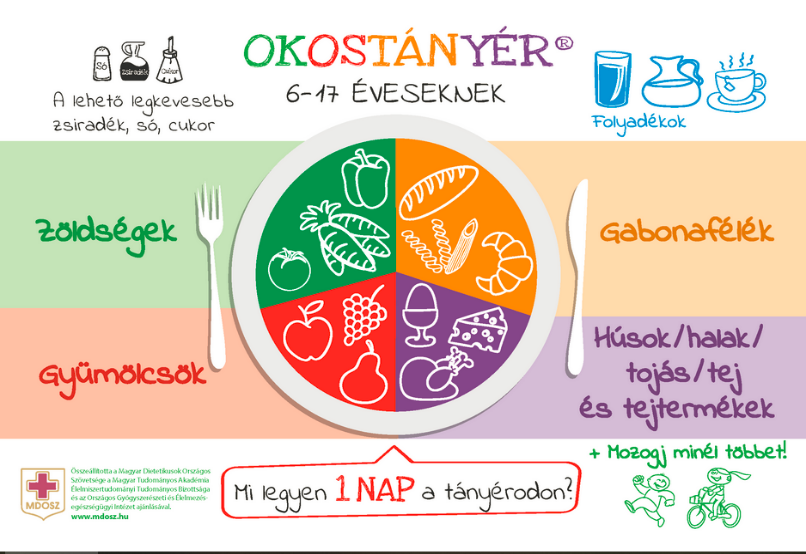 OKOSTÁNYÉR®
6-17 ÉVESEKNEK
Só
zsiradék
Cukor
A lehető legkevesebb
zsiradék, só, cukor
Folyadékok
Zöldségek
Gabonafélék
Gyümölcsök
Húsok/halak/
tojás/tej
és tejtermékek
+ Mozogj minél többet!
Mi legyen 1 NAP a tányérodon?
MDOSZ
Összeállította a Magyar Dietetikusok Országos
Szövetsége a Magyar Tudományos Akadémia
Élelmiszertudományi Tudományos Bizottsága
és az Országos Gyógyszerészeti és Élelmezés-
egészségügyi Intézet ajánlásával.
www.mdosz.hu